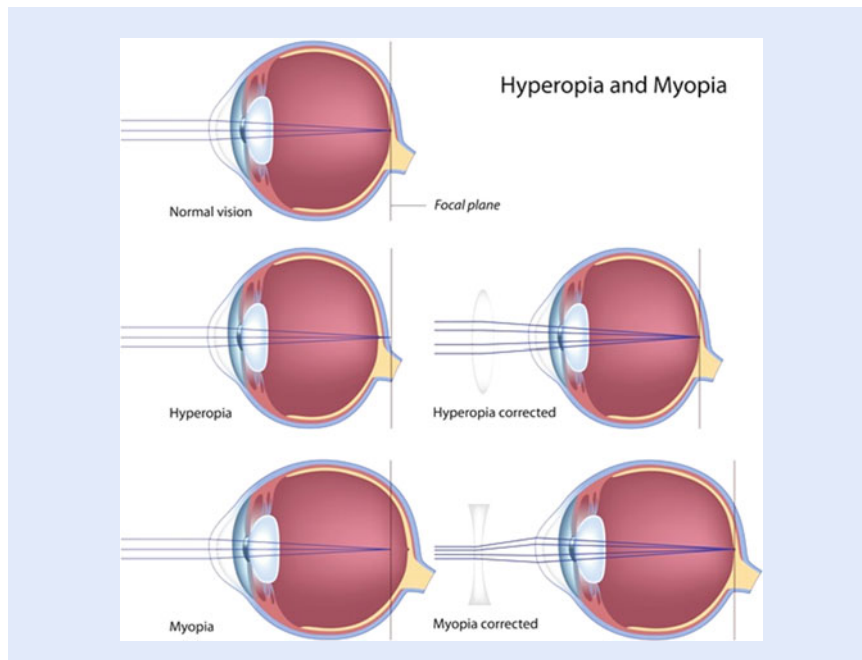 Hyperopia and Myopia
Normal vision
Focal plane
Hyperopia
Hyperopia corrected
Myopia
Myopia corrected